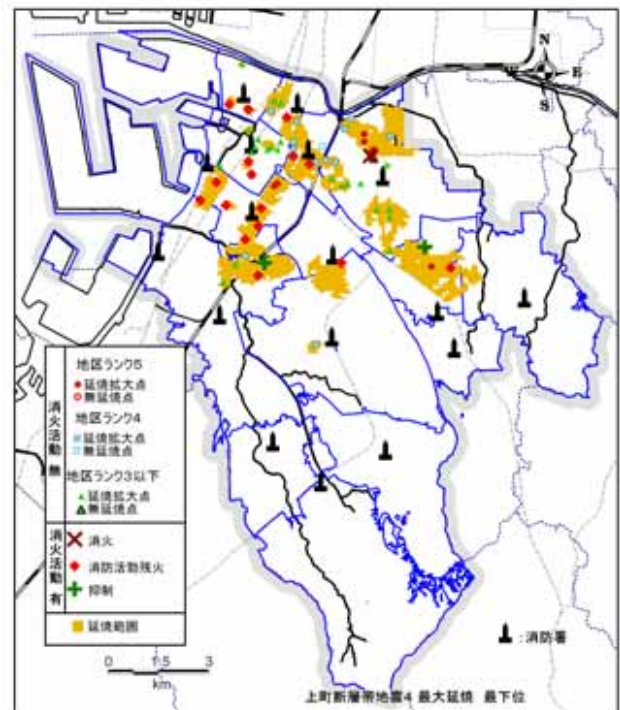 N
E
S
消火活動 無
地区ランク5
延焼拡大点
無延焼点
地区ランク4
延焼拡大点
無延焼点
地区ランク3以下
延焼拡大点
無延焼点
消火活動 有
消火
消防活動残火
抑制
延焼範囲
0 1.5 3
km
:消防署
上町断層帯地震4 最大延焼 最下位